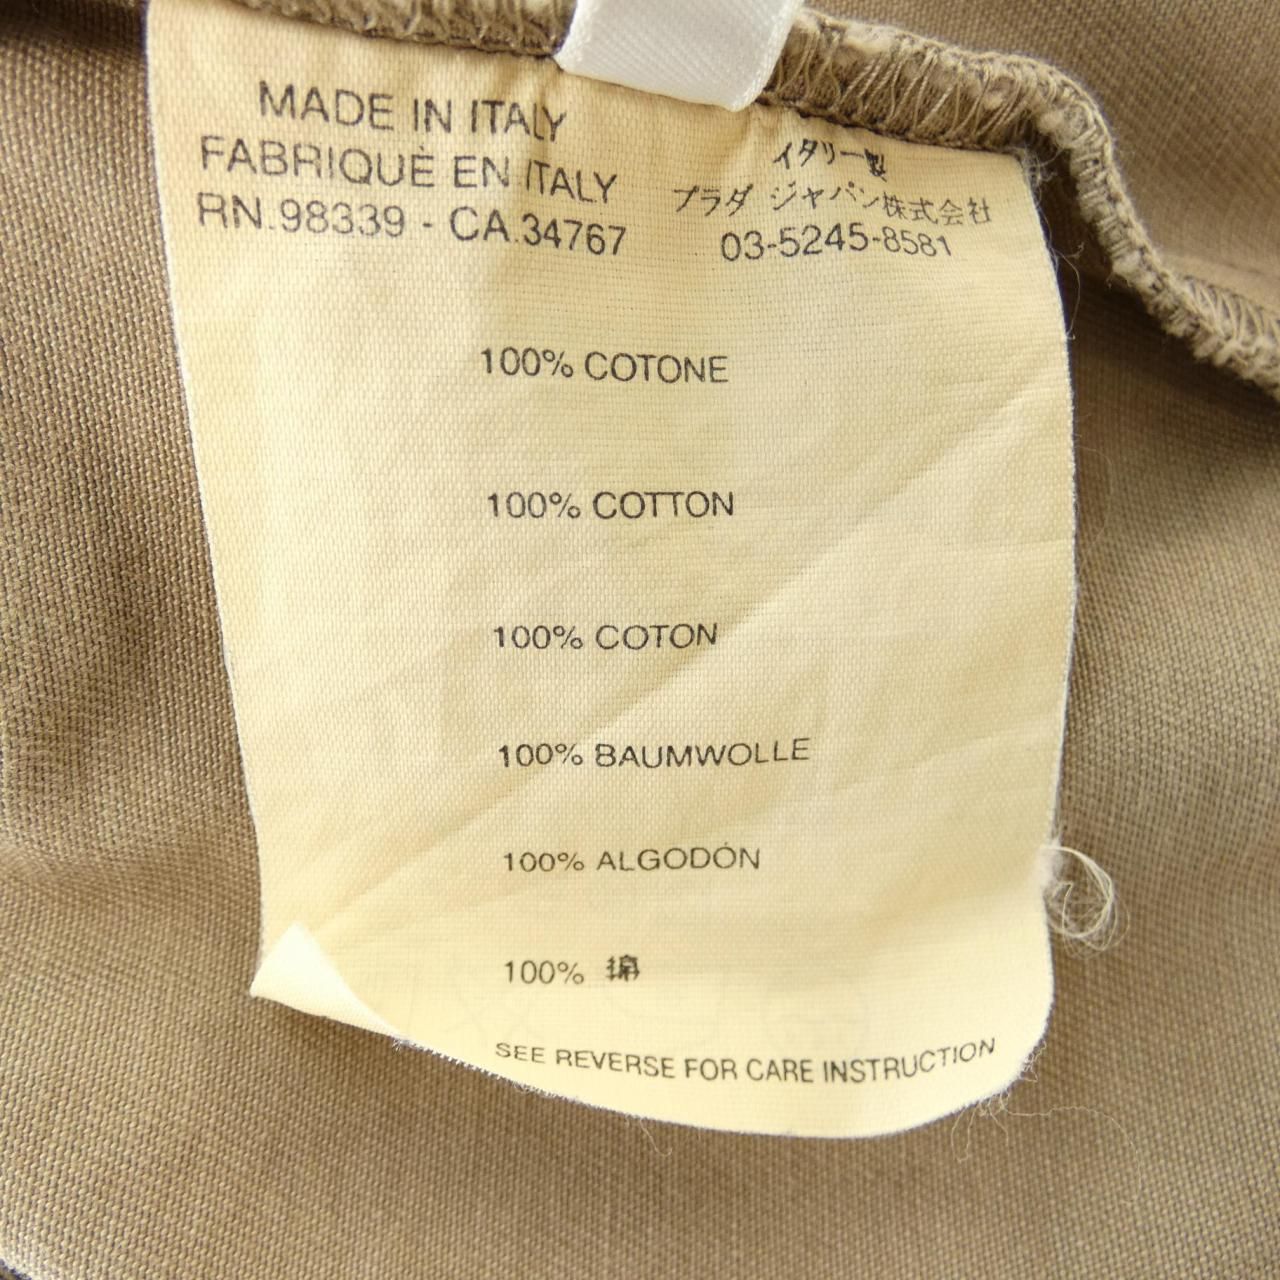 MADE IN ITALY
FABRIQUÈ EN ITALY
RN.98339 - CA.34767
イタリー製
プラダ ジャパン株式会社
03-5245-8581
100% COTONE
100% COTTON
100% COTON
100% BAUMWOLLE
100% ALGODÓN
100% 綿
SEE REVERSE FOR CARE INSTRUCTION